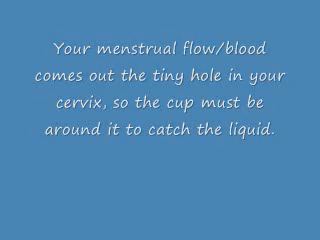 Your menstrual flow/blood
comes out the tiny hole in your
cervix, so the cup must be
around it to catch the liquid.